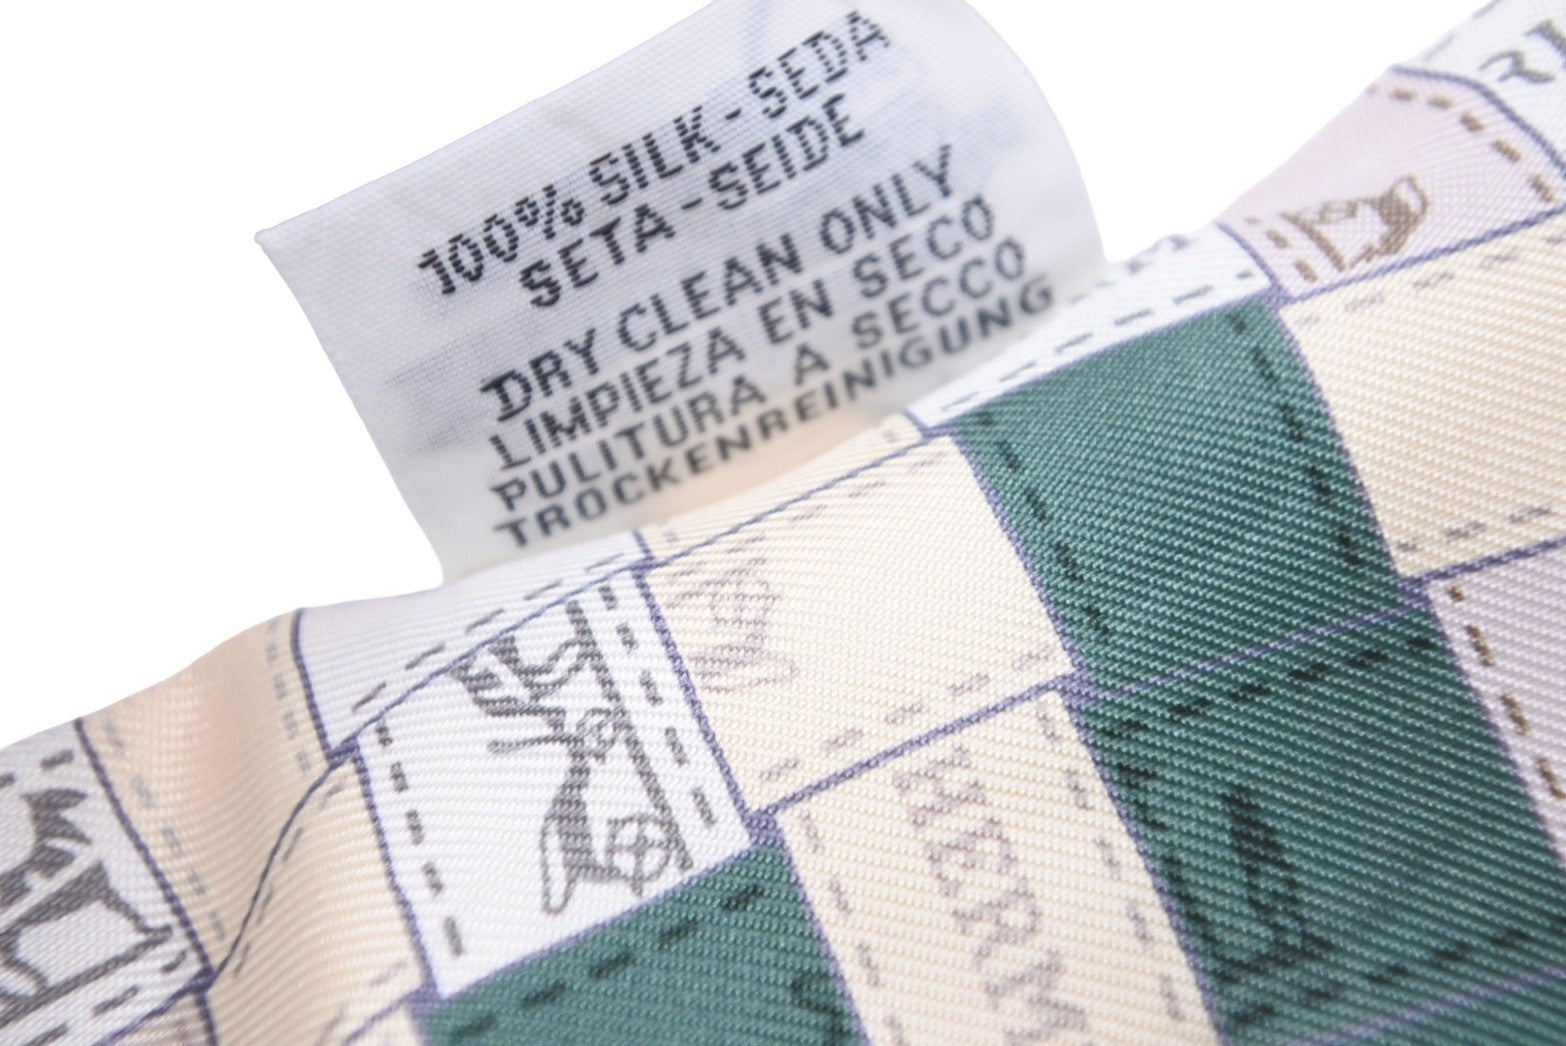 100% SILK - SEDA
SETA - SEIDE
DRY CLEAN ONLY
LIMPIEZA EN SECO
PULITURA A SECCO
TROCKENREINIGUNG